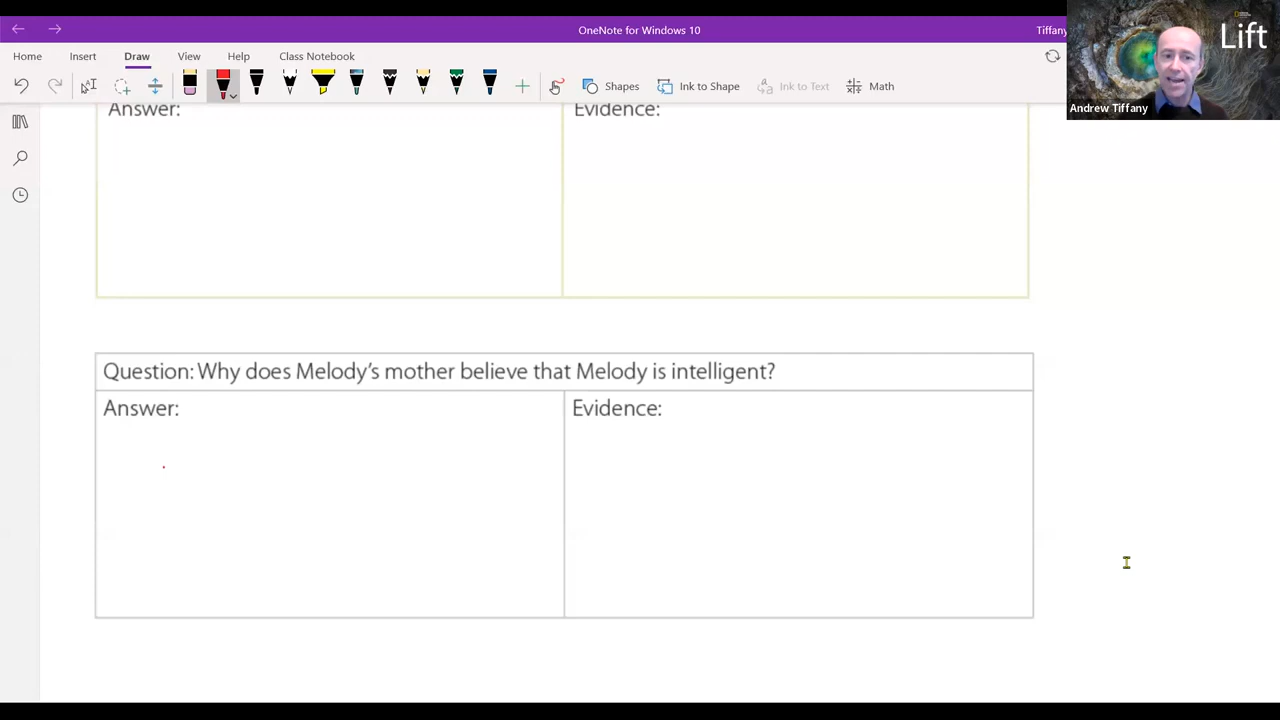 OneNote for Windows 10
Tiffany
Home Insert Draw View Help Class Notebook
Shapes Ink to Shape Ink to Text Math
Lift
Andrew Tiffany
Answer: Evidence:
Question: Why does Melody's mother believe that Melody is intelligent?
Answer: Evidence: